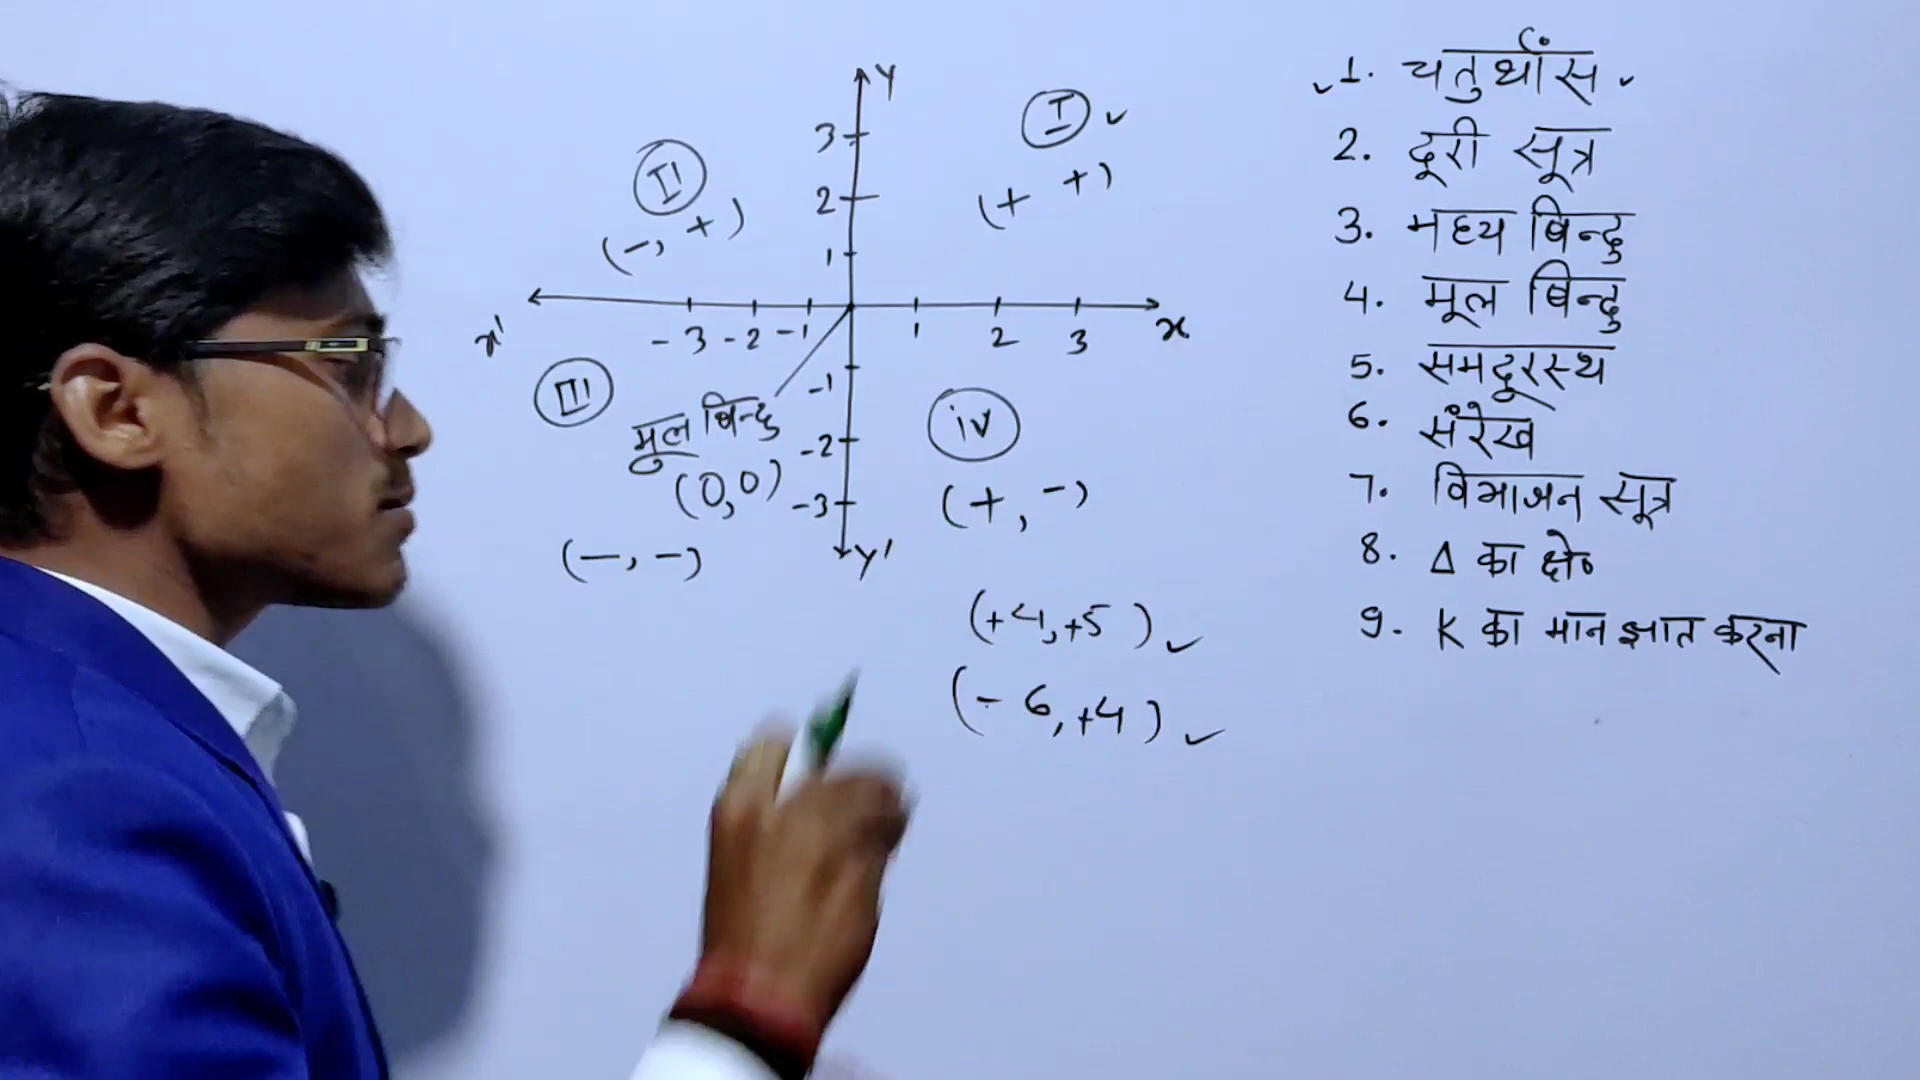 Y
3
2
1
I
(+ +)
II
(-, +)
x'
-3 -2 -1 1 2 3
x
III
मुल बिन्दु
(0,0)
(-, -)
-1
-2
-3
Y'
iv
(+, -)
(+4, +5)
(- 6, +4)
1. चतुर्थांस
2. दूरी सूत्र
3. मध्य बिन्दु
4. मूल बिन्दु
5. समदूरस्थ
6. संरेख
7. विभाजन सूत्र
8. Δ का क्षे०
9. K का मान ज्ञात करना